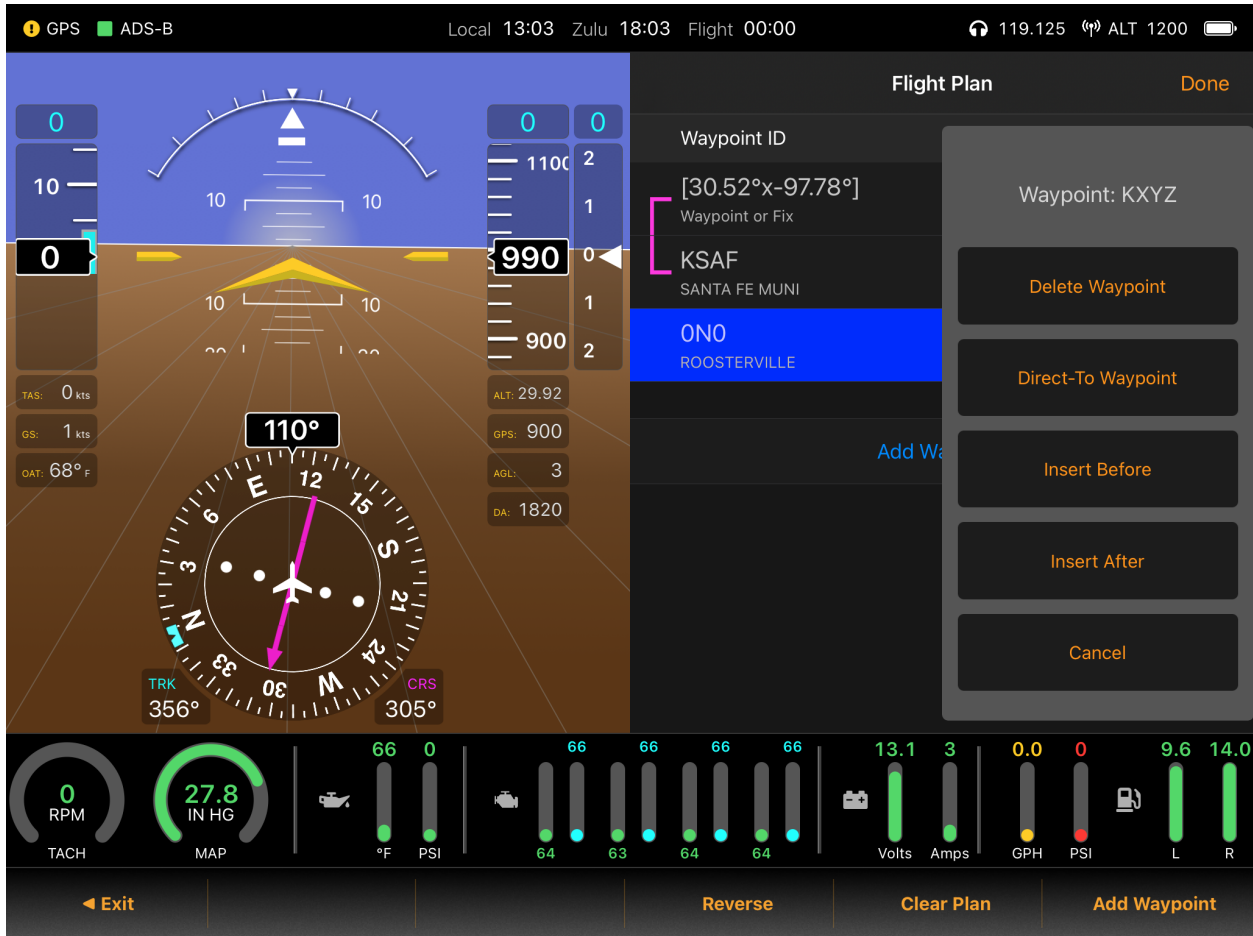 GPS ADS-B Local 13:03 Zulu 18:03 Flight 00:00 119.125 ALT 1200
Flight Plan Done
0 0 0
10
0
10 10
10 10
20 20
1100
990
900
2
1
0
1
2
TAS: 0 kts
GS: 1 kts
OAT: 68° F
ALT: 29.92
GPS: 900
AGL: 3
DA: 1820
110°
E 12 15 S 21 24 W 30 33 N 3 6
TRK
356°
CRS
305°
Waypoint ID
[30.52°x-97.78°]
Waypoint or Fix
KSAF
SANTA FE MUNI
0N0
ROOSTERVILLE
Add Wa
Waypoint: KXYZ
Delete Waypoint
Direct-To Waypoint
Insert Before
Insert After
Cancel
0
RPM
TACH
27.8
IN HG
MAP
66 0
°F PSI
66 66 66 66
64 63 64 64
13.1 3
Volts Amps
0.0 0
GPH PSI
9.6 14.0
L R
Exit Reverse Clear Plan Add Waypoint